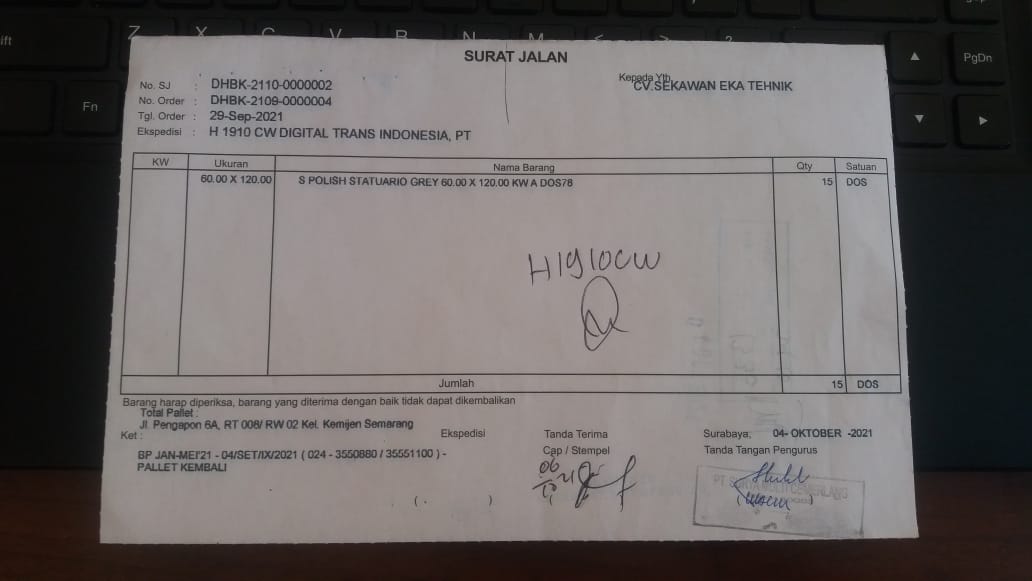 SURAT JALAN
No. SJ : DHBK-2110-0000002
No. Order : DHBK-2109-0000004
Tgl. Order : 29-Sep-2021
Ekspedisi : H 1910 CW DIGITAL TRANS INDONESIA, PT
Kepada Yth,
CV.SEKAWAN EKA TEHNIK
KW Ukuran Nama Barang Qty Satuan
60.00 X 120.00 S POLISH STATUARIO GREY 60.00 X 120.00 KW A DOS78 15 DOS
H1910CW
Jumlah 15 DOS
Barang harap diperiksa, barang yang diterima dengan baik tidak dapat dikembalikan
Total Pallet :
Jl. Pengapon 6A, RT 008/ RW 02 Kel. Kemijen Semarang
Ket :
BP JAN-MEI'21 - 04/SET/IX/2021 ( 024 - 3550880 / 35551100 ) -
PALLET KEMBALI
Ekspedisi
( . )
Tanda Terima
Cap / Stempel
06
10 21
Surabaya, 04- OKTOBER -2021
Tanda Tangan Pengurus
Z X C V B N M < > ?
Fn
PgDn
ift